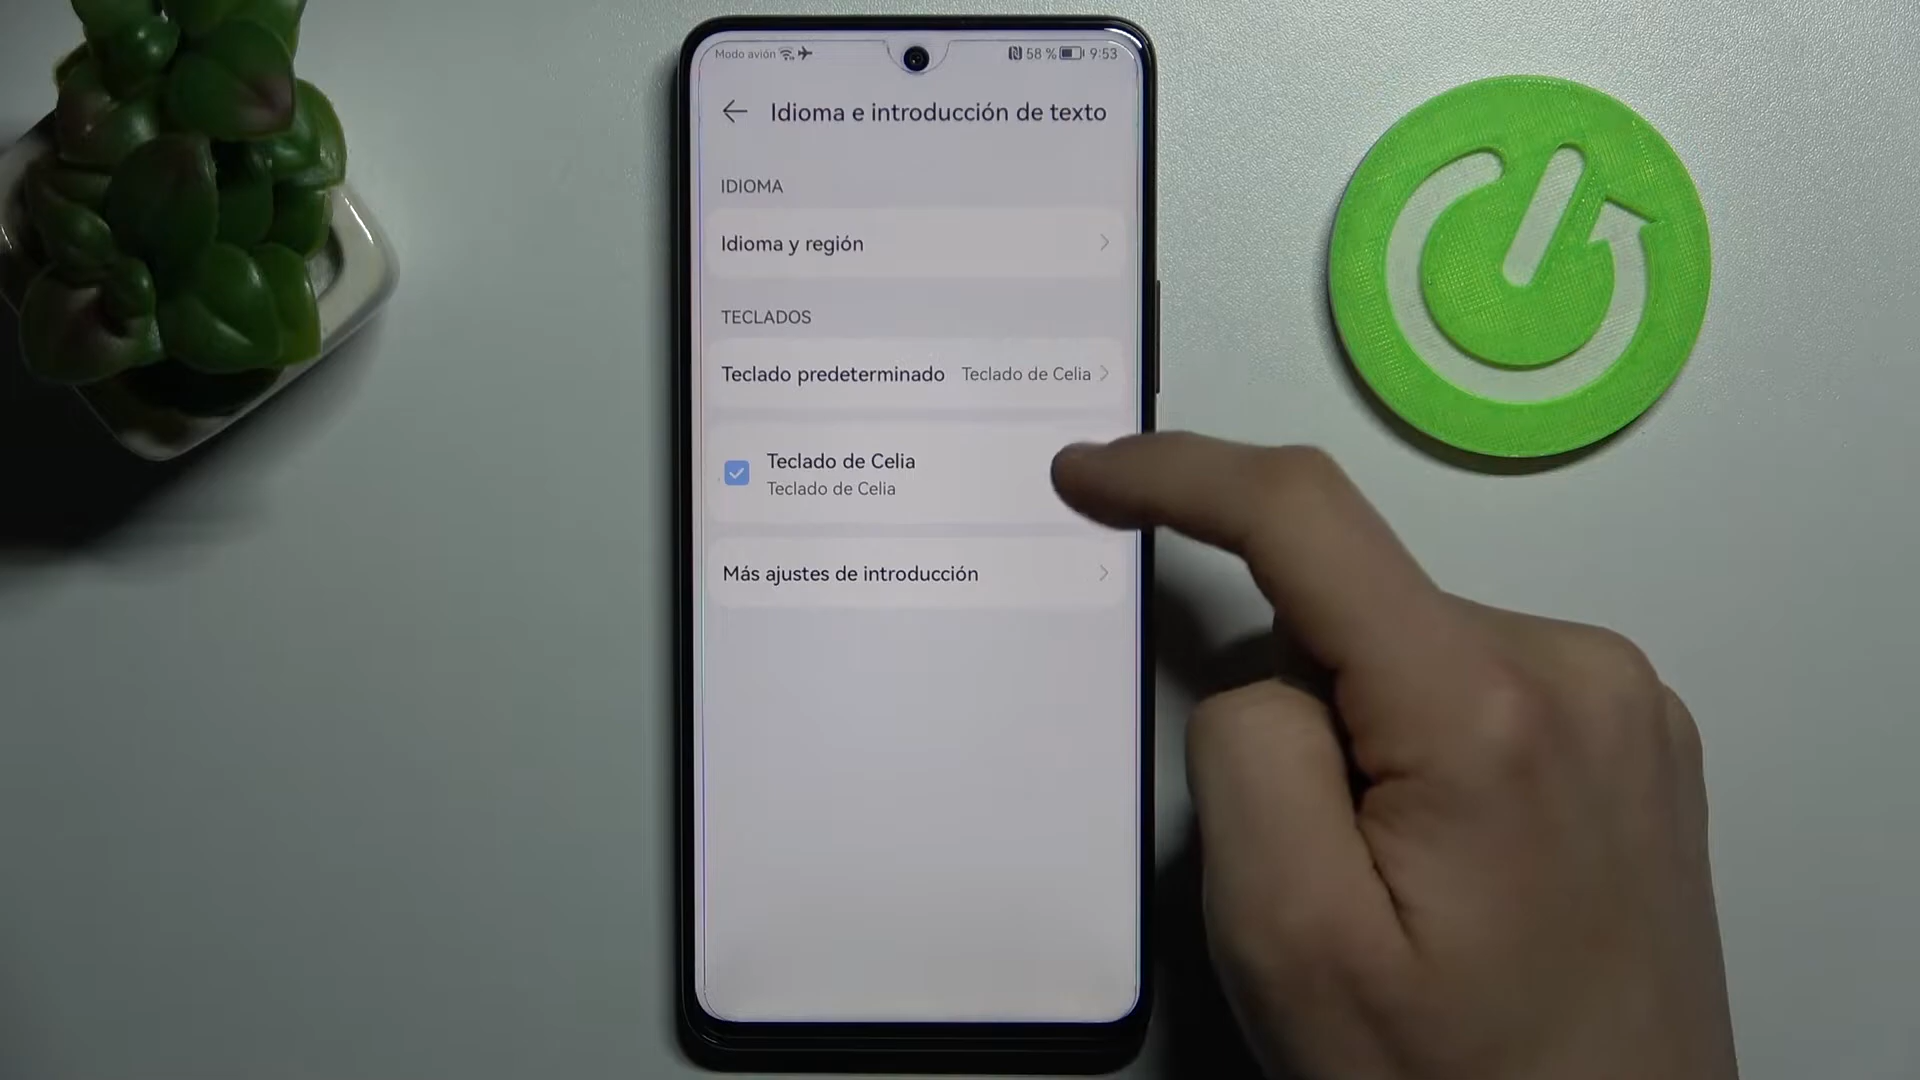 Modo avión 58 % 9:53
Idioma e introducción de texto
IDIOMA
Idioma y región
TECLADOS
Teclado predeterminado Teclado de Celia
Teclado de Celia
Teclado de Celia
Más ajustes de introducción